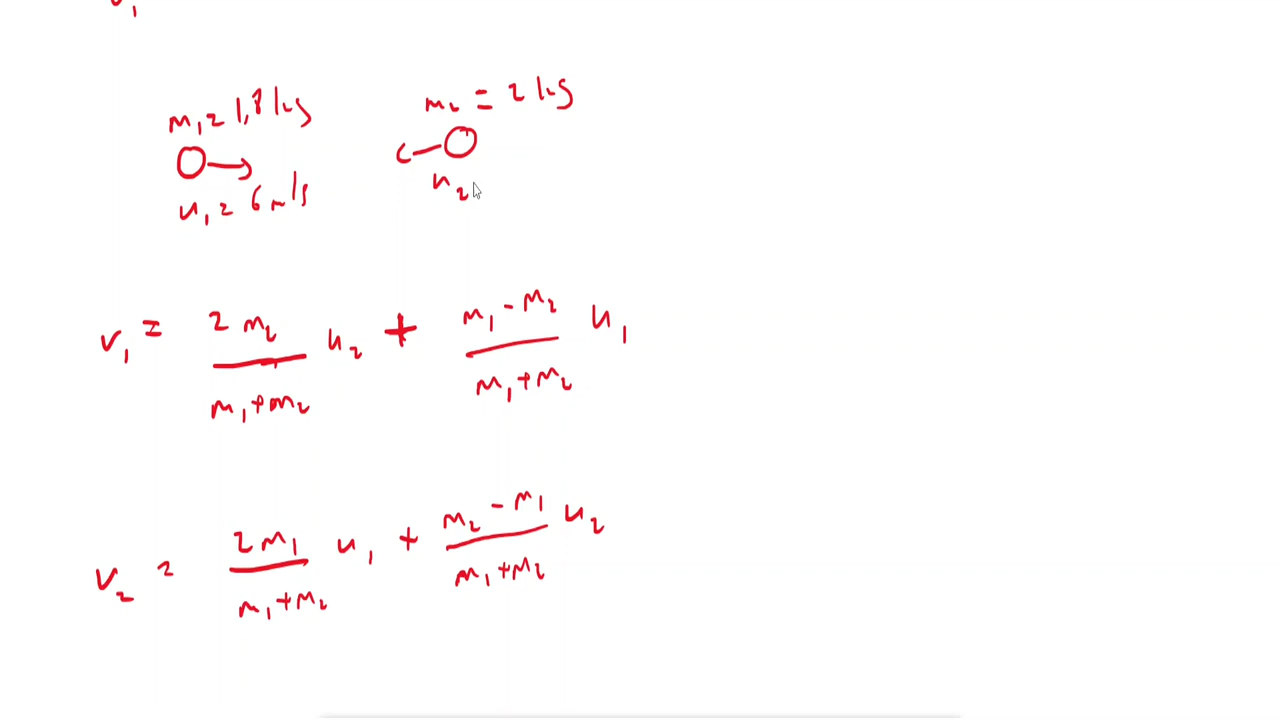 v₁
m₁ = 1,8 kg
m₂ = 2 kg
u₁ = 6 m/s
u₂
v₁ = 2m₂/(m₁+m₂) u₂ + (m₁-m₂)/(m₁+m₂) u₁
v₂ = 2m₁/(m₁+m₂) u₁ + (m₂-m₁)/(m₁+m₂) u₂